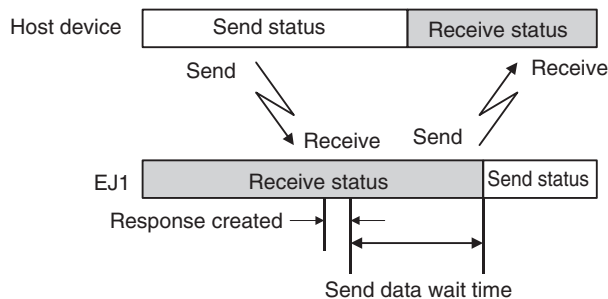 Host device
Send status
Receive status
Send
Receive
Receive
Send
EJ1
Receive status
Send status
Response created
Send data wait time